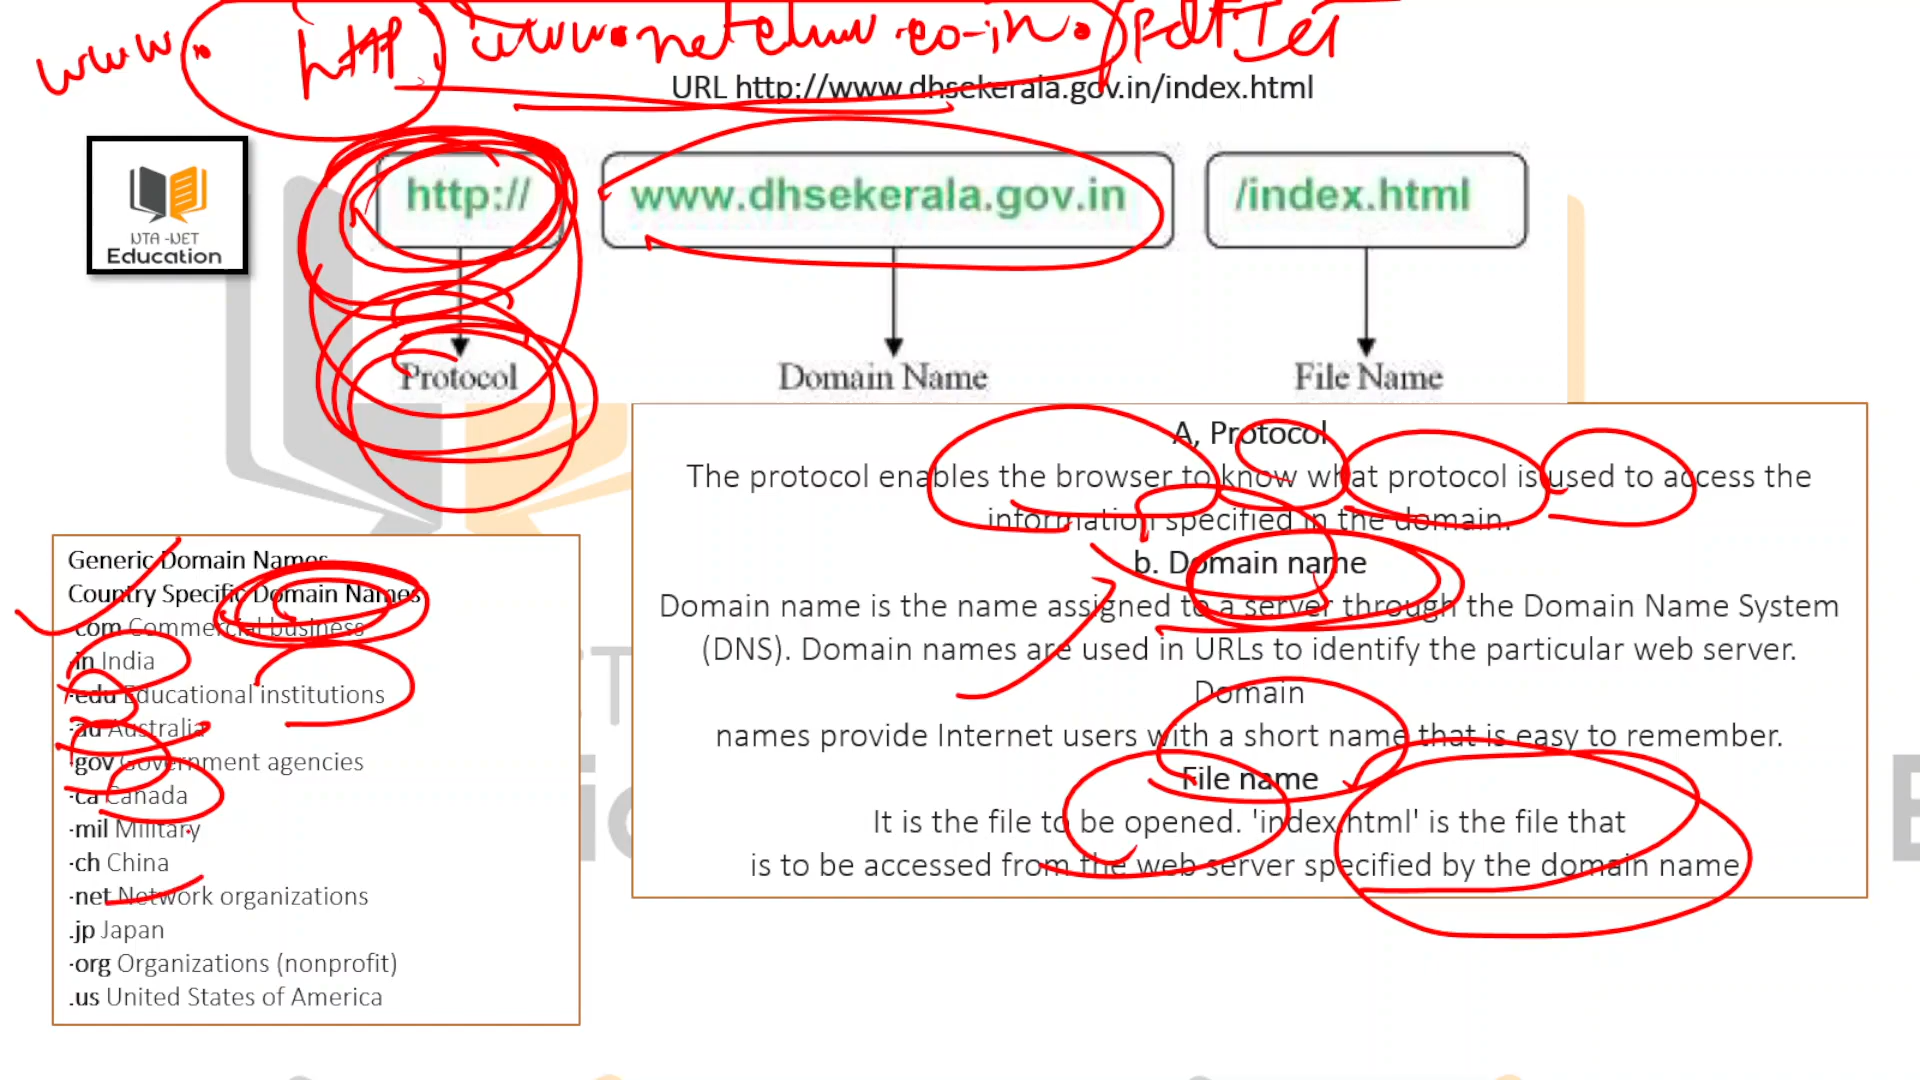 www. http: www.netedu.co-in.
URL http://www.dhsekerala.gov.in/index.html
NTA -NET
Education
http://
www.dhsekerala.gov.in
/index.html
Protocol
Domain Name
File Name
A, Protocol
The protocol enables the browser to know what protocol is used to access the
information specified in the domain.
b. Domain name
Domain name is the name assigned to a server through the Domain Name System
(DNS). Domain names are used in URLs to identify the particular web server.
Domain
names provide Internet users with a short name that is easy to remember.
File name
It is the file to be opened. 'index.html' is the file that
is to be accessed from the web server specified by the domain name
Generic Domain Names
Country Specific Domain Names
·com Commercial business
·in India
·edu Educational institutions
·au Australia
·gov Government agencies
·ca Canada
·mil Military
·ch China
·net Network organizations
.jp Japan
·org Organizations (nonprofit)
.us United States of America